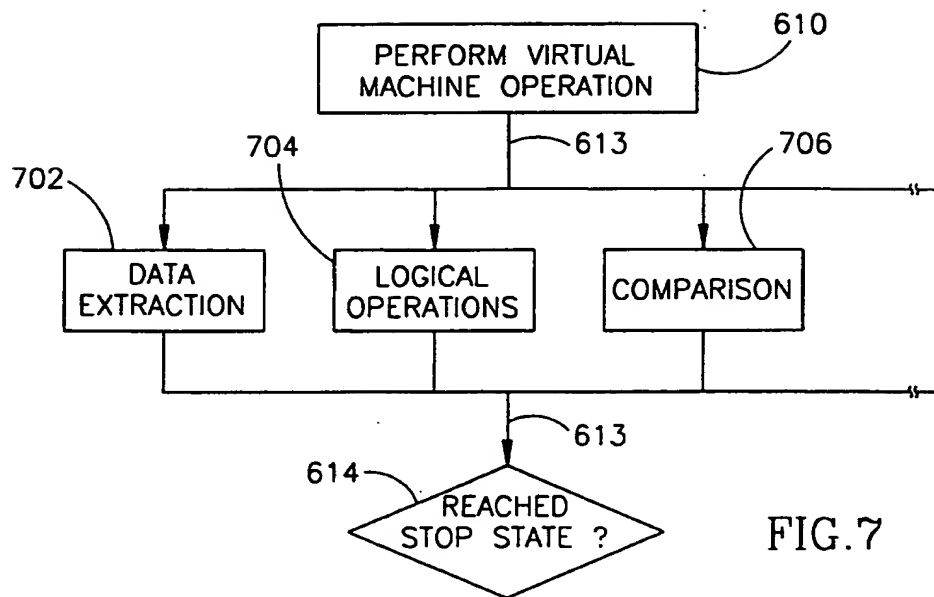 610
PERFORM VIRTUAL
MACHINE OPERATION
613
704
706
702
DATA
EXTRACTION
LOGICAL
OPERATIONS
COMPARISON
613
614
REACHED
STOP STATE ?
FIG.7